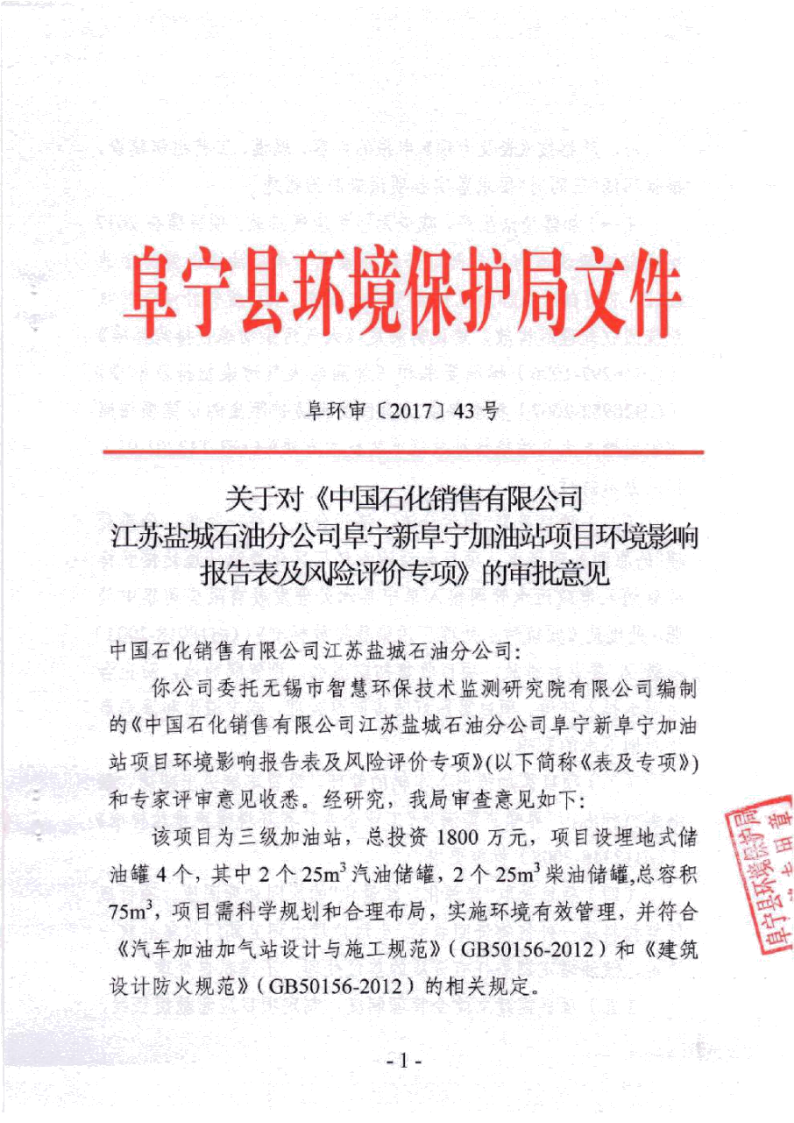 阜宁县环境保护局文件
阜环审〔2017〕43号
关于对《中国石化销售有限公司
江苏盐城石油分公司阜宁新阜宁加油站项目环境影响
报告表及风险评价专项》的审批意见
中国石化销售有限公司江苏盐城石油分公司：
你公司委托无锡市智慧环保技术监测研究院有限公司编制
的《中国石化销售有限公司江苏盐城石油分公司阜宁新阜宁加油
站项目环境影响报告表及风险评价专项》(以下简称《表及专项》)
和专家评审意见收悉。经研究，我局审查意见如下：
该项目为三级加油站，总投资 1800 万元，项目设埋地式储
油罐 4 个，其中 2 个 25m³ 汽油储罐，2 个 25m³ 柴油储罐,总容积
75m³，项目需科学规划和合理布局，实施环境有效管理，并符合
《汽车加油加气站设计与施工规范》（GB50156-2012）和《建筑
设计防火规范》（GB50156-2012）的相关规定。
阜宁县环境保护局
专用章
- 1 -